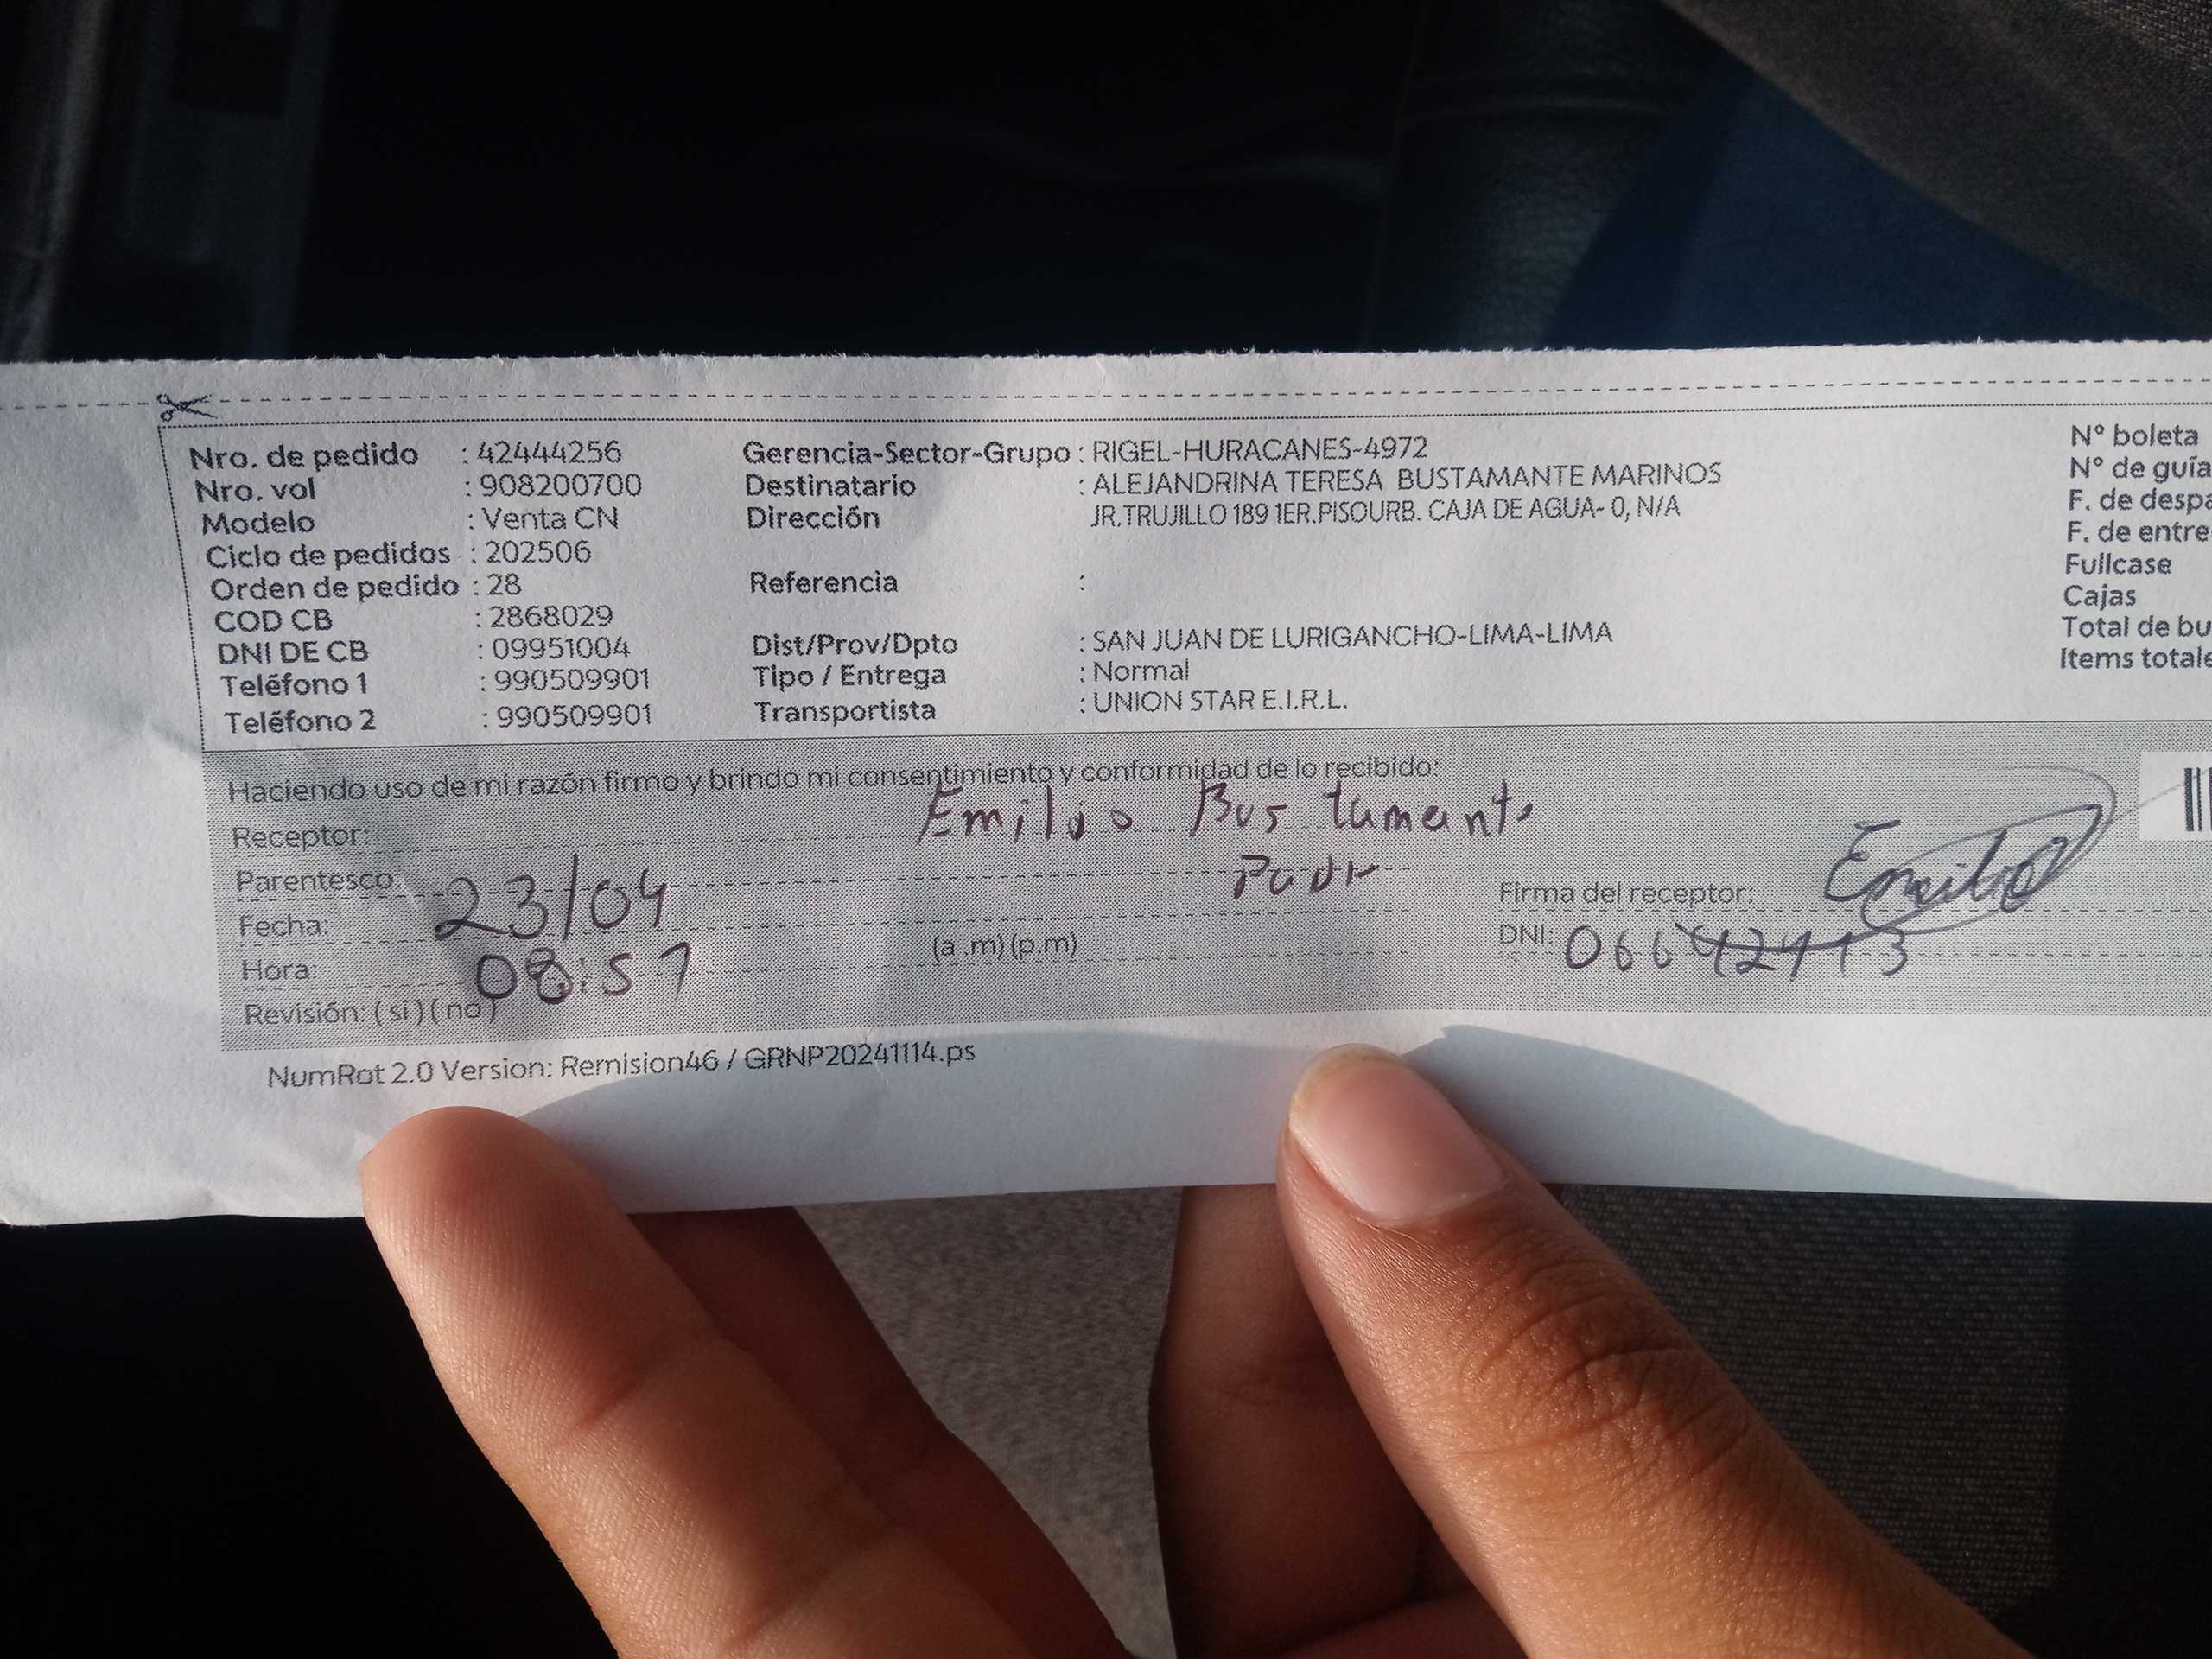 Nro. de pedido : 42444256
Nro. vol : 908200700
Modelo : Venta CN
Ciclo de pedidos : 202506
Orden de pedido : 28
COD CB : 2868029
DNI DE CB : 09951004
Teléfono 1 : 990509901
Teléfono 2 : 990509901
Gerencia-Sector-Grupo : RIGEL-HURACANES-4972
Destinatario : ALEJANDRINA TERESA BUSTAMANTE MARINOS
Dirección JR.TRUJILLO 189 1ER.PISOURB. CAJA DE AGUA- 0, N/A
Referencia :
Dist/Prov/Dpto : SAN JUAN DE LURIGANCHO-LIMA-LIMA
Tipo / Entrega : Normal
Transportista : UNION STAR E.I.R.L.
N° boleta
N° de guía
F. de despa
F. de entre
Fullcase
Cajas
Total de bu
Items totale
Haciendo uso de mi razón firmo y brindo mi consentimiento y conformidad de lo recibido:
Receptor: Emilio Bustamante
Parentesco: Padre
Fecha: 23/04
Hora: 08:57 (a .m) (p.m)
Revisión: ( si ) ( no )
Firma del receptor: Emilio
DNI:
NumRot 2.0 Version: Remision46 / GRNP20241114.ps